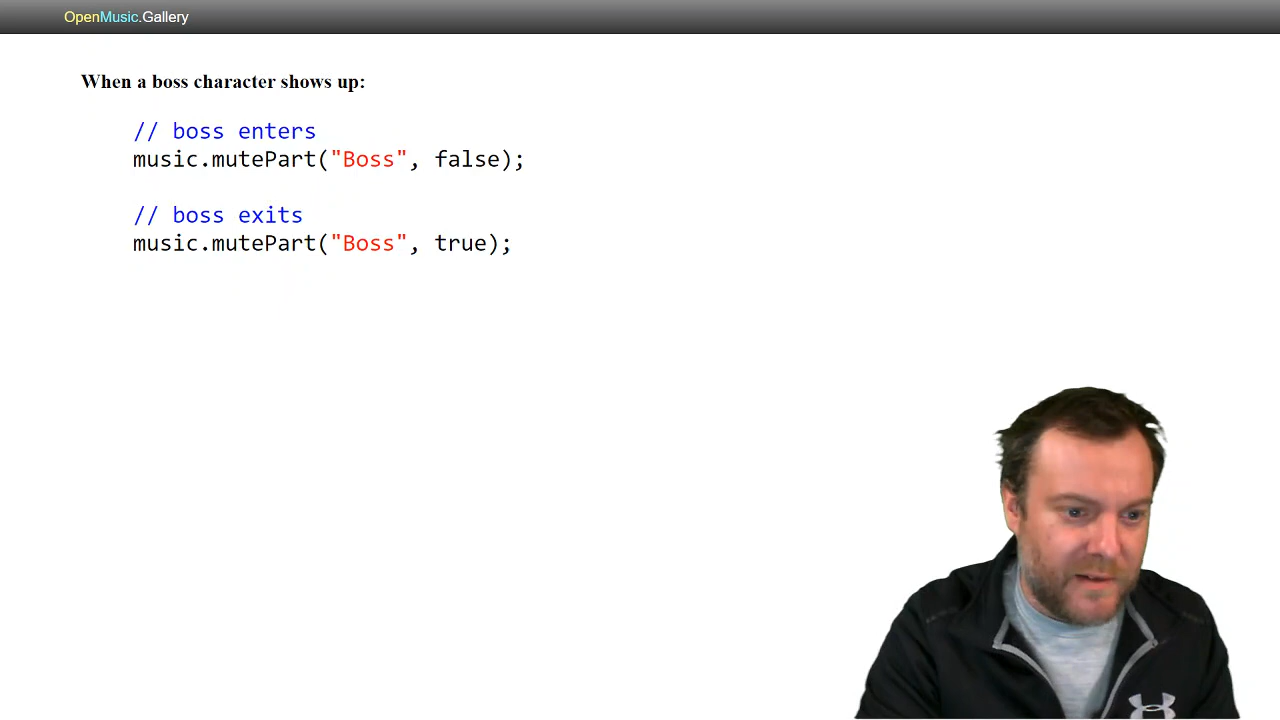 OpenMusic.Gallery
When a boss character shows up:
// boss enters
music.mutePart("Boss", false);
// boss exits
music.mutePart("Boss", true);